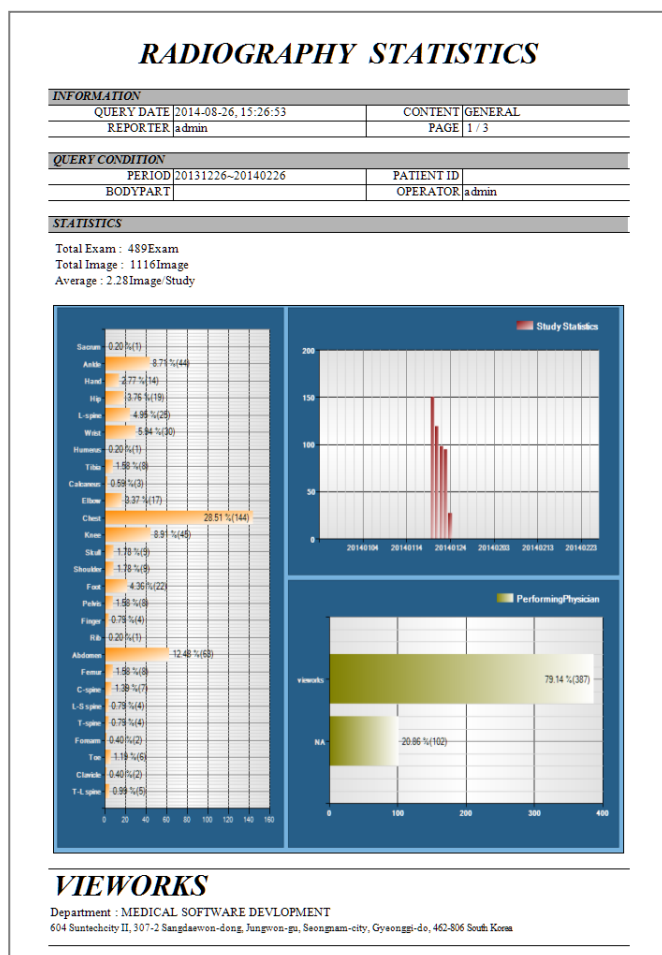 RADIOGRAPHY STATISTICS
INFORMATION
QUERY DATE 2014-08-26, 15:26:53 CONTENT GENERAL
REPORTER admin PAGE 1 / 3
QUERY CONDITION
PERIOD 20131226~20140226 PATIENT ID
BODYPART OPERATOR admin
STATISTICS
Total Exam : 489Exam
Total Image : 1116Image
Average : 2.28Image/Study
Sacrum 0.20 %(1)
Ankle 8.71 %(44)
Hand 2.77 %(14)
Hip 3.76 %(19)
L-spine 4.95 %(25)
Wrist 5.94 %(30)
Humerus 0.20 %(1)
Tibia 1.58 %(8)
Calcaneus 0.59 %(3)
Elbow 3.37 %(17)
Chest 28.51 %(144)
Knee 8.91 %(45)
Skull 1.78 %(9)
Shoulder 1.78 %(9)
Foot 4.36 %(22)
Pelvis 1.58 %(8)
Finger 0.79 %(4)
Rib 0.20 %(1)
Abdomen 12.48 %(63)
Femur 1.58 %(8)
C-spine 1.39 %(7)
L-S spine 0.79 %(4)
T-spine 0.79 %(4)
Forearm 0.40 %(2)
Toe 1.19 %(6)
Clavicle 0.40 %(2)
T-L spine 0.99 %(5)
0 20 40 60 80 100 120 140 160
Study Statistics
200
150
100
50
0
20140104 20140114 20140124 20140203 20140213 20140223
PerformingPhysician
vieworks 79.14 %(387)
NA 20.86 %(102)
0 100 200 300 400
VIEWORKS
Department : MEDICAL SOFTWARE DEVLOPMENT
604 Suntechcity II, 307-2 Sangdaewon-dong, Jungwon-gu, Seongnam-city, Gyeonggi-do, 462-806 South Korea